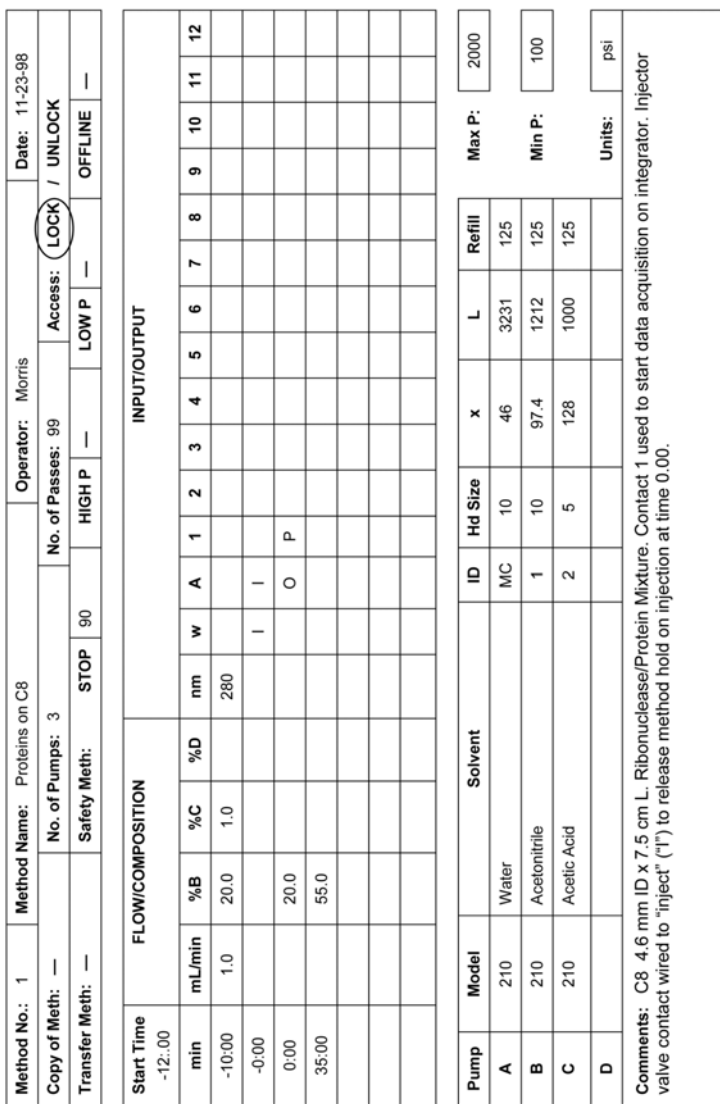 Method No.: 1 Method Name: Proteins on C8 Operator: Morris Date: 11-23-98
Copy of Meth: — No. of Pumps: 3 No. of Passes: 99 Access: LOCK / UNLOCK
Transfer Meth: — Safety Meth: STOP 90 HIGH P — LOW P — OFFLINE —
Start Time FLOW/COMPOSITION INPUT/OUTPUT
-12:.00
min mL/min %B %C %D nm w A 1 2 3 4 5 6 7 8 9 10 11 12
-10:00 1.0 20.0 1.0 280
-0:00 I I
0:00 20.0 O P
35:00 55.0
Pump Model Solvent ID Hd Size x L Refill Max P: 2000
A 210 Water MC 10 46 3231 125
B 210 Acetonitrile 1 10 97.4 1212 125 Min P: 100
C 210 Acetic Acid 2 5 128 1000 125
D Units: psi
Comments: C8 4.6 mm ID x 7.5 cm L. Ribonuclease/Protein Mixture. Contact 1 used to start data acquisition on integrator. Injector
valve contact wired to "inject" ("I") to release method hold on injection at time 0.00.